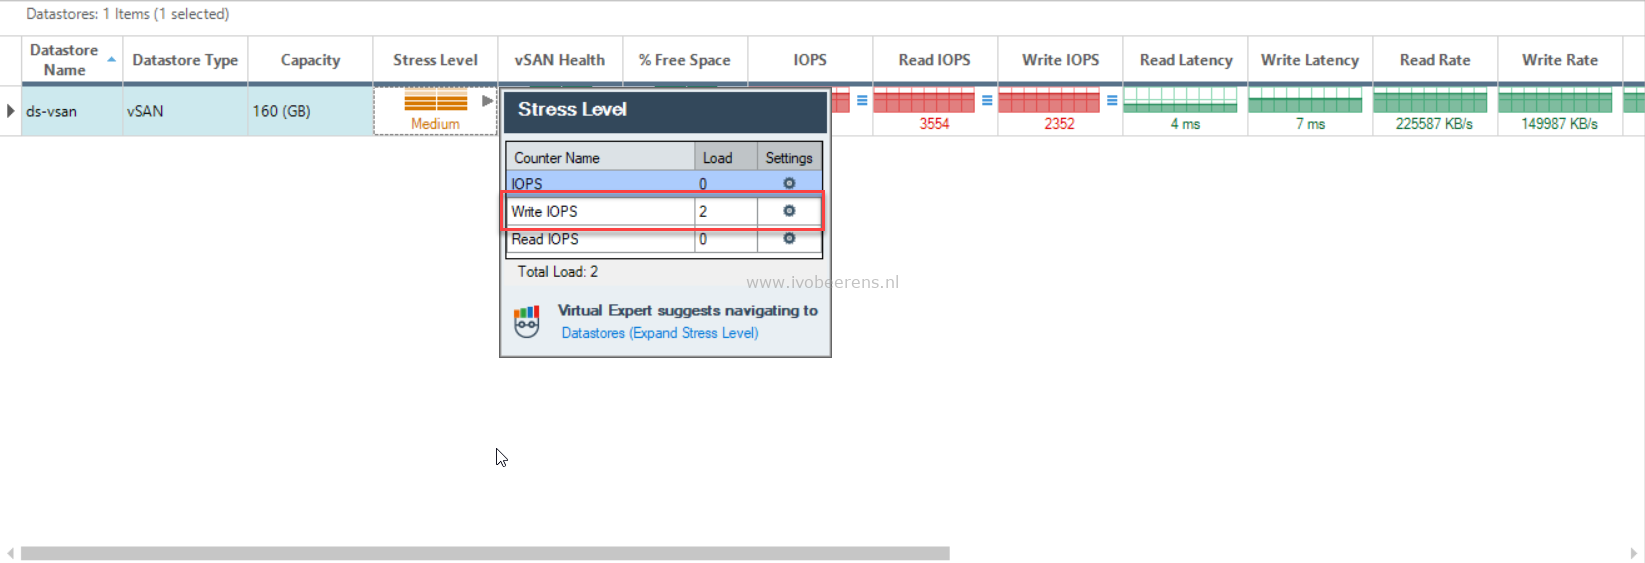 Datastores: 1 Items (1 selected)
Datastore Name Datastore Type Capacity Stress Level vSAN Health % Free Space IOPS Read IOPS Write IOPS Read Latency Write Latency Read Rate Write Rate
ds-vsan vSAN 160 (GB) Medium 3554 2352 4 ms 7 ms 225587 KB/s 149987 KB/s
Stress Level
Counter Name Load Settings
IOPS 0
Write IOPS 2
Read IOPS 0
Total Load: 2
www.ivobeerens.nl
Virtual Expert suggests navigating to
Datastores (Expand Stress Level)